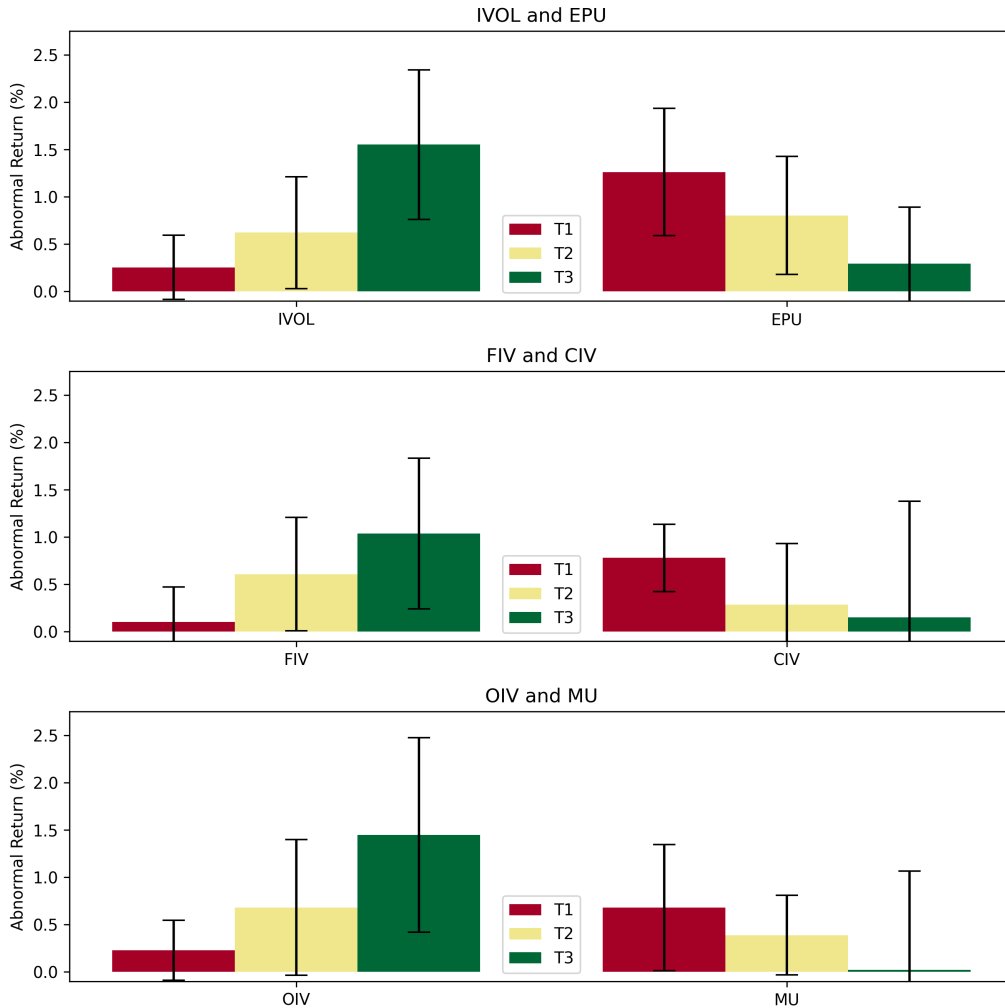 IVOL and EPU
Abnormal Return (%)
2.5
2.0
1.5
1.0
0.5
0.0
T1
T2
T3
IVOL
EPU
FIV and CIV
Abnormal Return (%)
2.5
2.0
1.5
1.0
0.5
0.0
T1
T2
T3
FIV
CIV
OIV and MU
Abnormal Return (%)
2.5
2.0
1.5
1.0
0.5
0.0
T1
T2
T3
OIV
MU